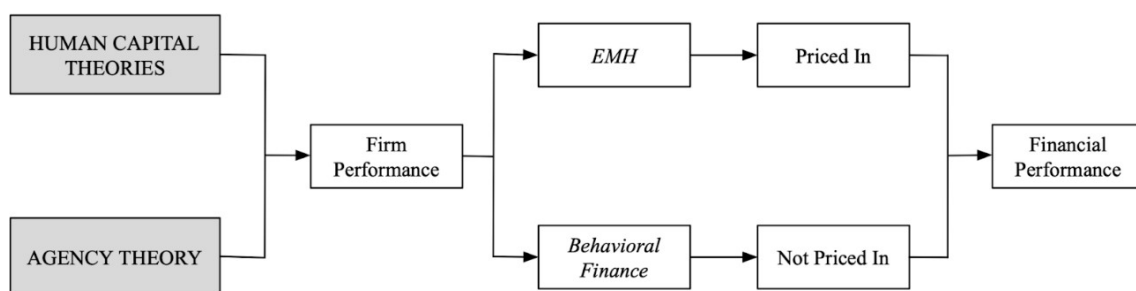 HUMAN CAPITAL
THEORIES
EMH
Priced In
Firm
Performance
Financial
Performance
AGENCY THEORY
Behavioral
Finance
Not Priced In